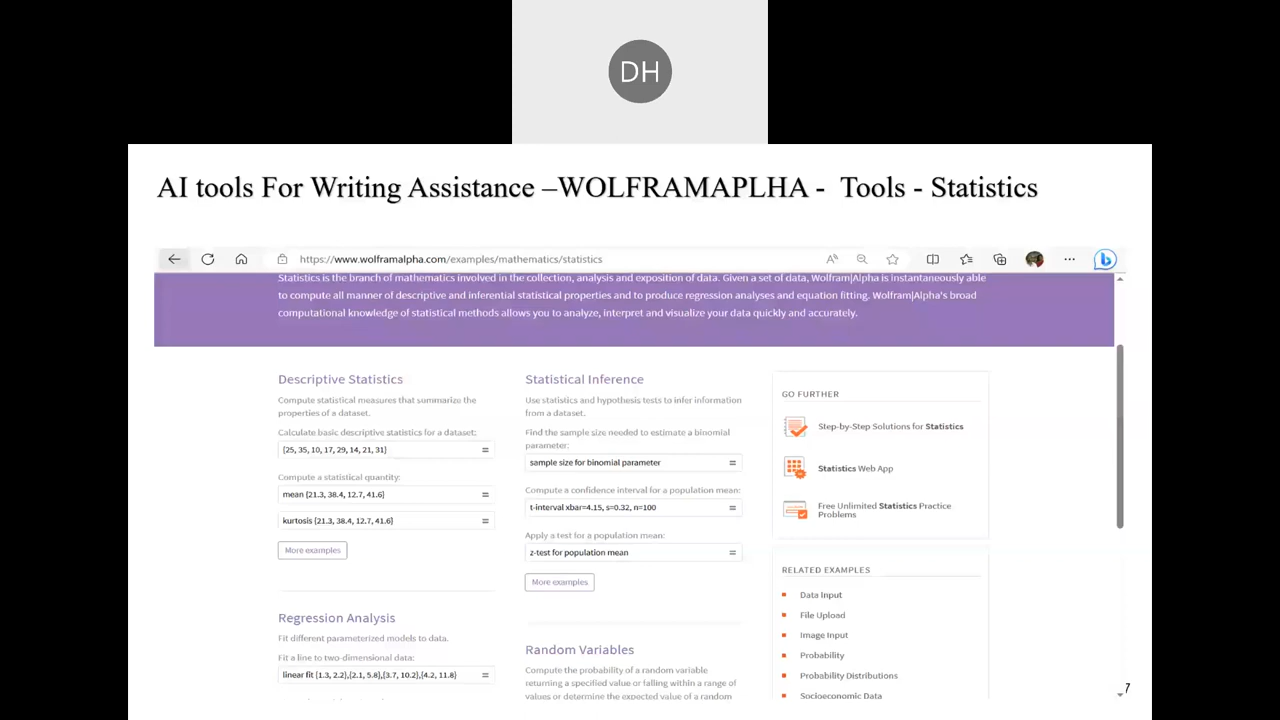 DH
AI tools For Writing Assistance –WOLFRAMAPLHA - Tools - Statistics
https://www.wolframalpha.com/examples/mathematics/statistics
Statistics is the branch of mathematics involved in the collection, analysis and exposition of data. Given a set of data, Wolfram|Alpha is instantaneously able
to compute all manner of descriptive and inferential statistical properties and to produce regression analyses and equation fitting. Wolfram|Alpha's broad
computational knowledge of statistical methods allows you to analyze, interpret and visualize your data quickly and accurately.
Descriptive Statistics
Compute statistical measures that summarize the
properties of a dataset.
Calculate basic descriptive statistics for a dataset:
{25, 35, 10, 17, 29, 14, 21, 31} =
Compute a statistical quantity:
mean {21.3, 38.4, 12.7, 41.6} =
kurtosis {21.3, 38.4, 12.7, 41.6} =
More examples
Regression Analysis
Fit different parameterized models to data.
Fit a line to two-dimensional data:
linear fit {1.3, 2.2},{2.1, 5.8},{3.7, 10.2},{4.2, 11.8} =
Statistical Inference
Use statistics and hypothesis tests to infer information
from a dataset.
Find the sample size needed to estimate a binomial
parameter:
sample size for binomial parameter =
Compute a confidence interval for a population mean:
t-interval xbar=4.15, s=0.32, n=100 =
Apply a test for a population mean:
z-test for population mean =
More examples
Random Variables
Compute the probability of a random variable
returning a specified value or falling within a range of
values or determine the expected value of a random
GO FURTHER
Step-by-Step Solutions for Statistics
Statistics Web App
Free Unlimited Statistics Practice
Problems
RELATED EXAMPLES
Data Input
File Upload
Image Input
Probability
Probability Distributions
Socioeconomic Data
7